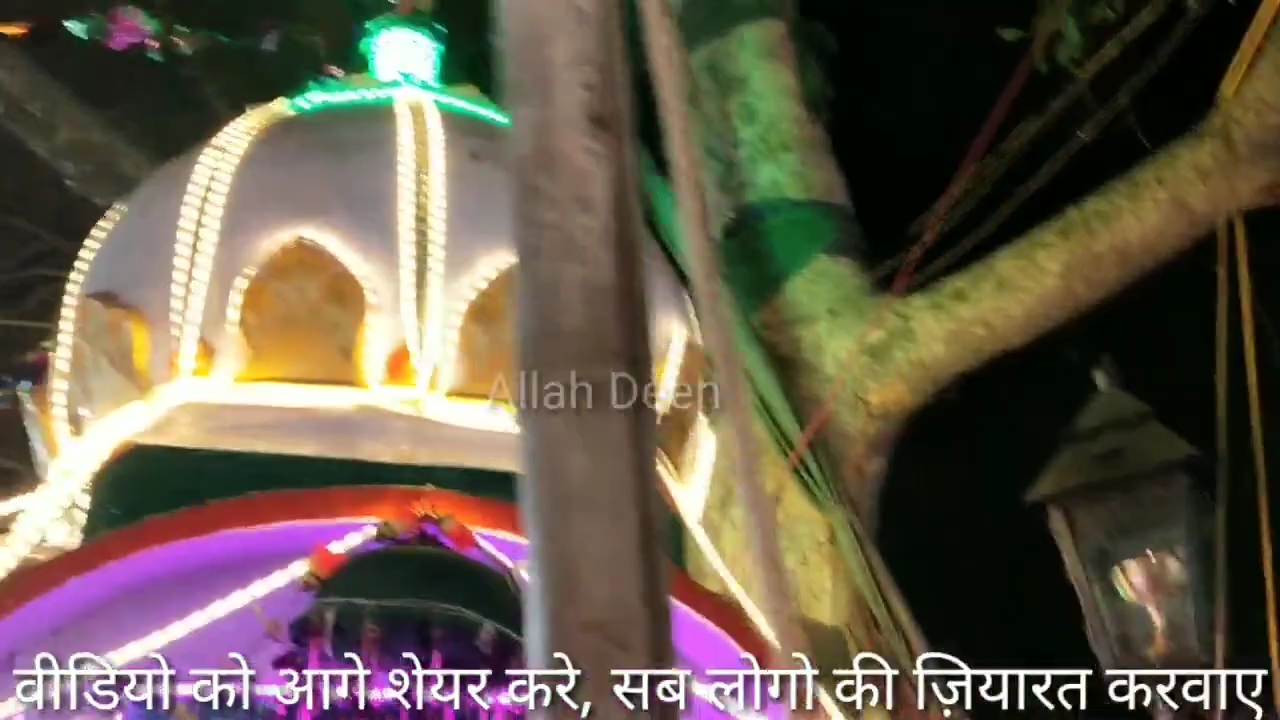 Allah Deen
वीडियो को आगे शेयर करे, सब लोगो की ज़ियारत करवाए